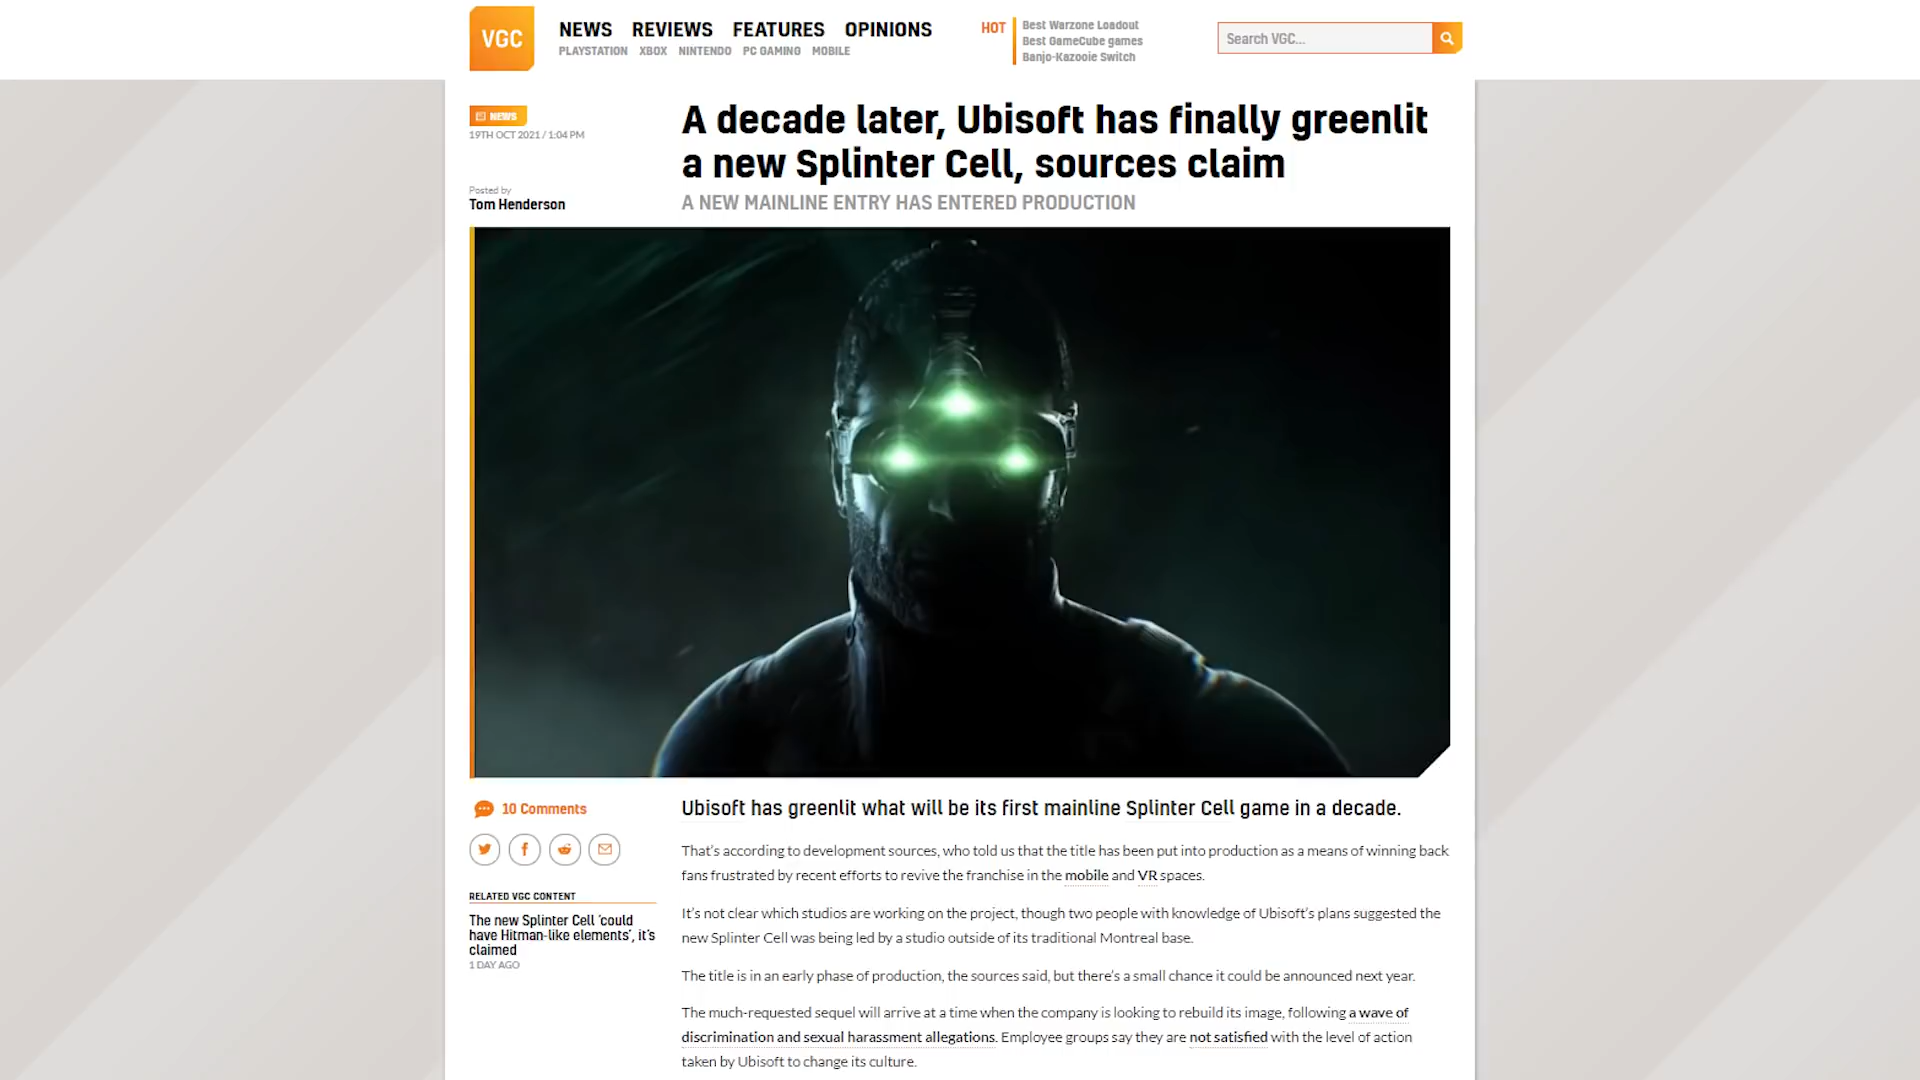 VGC
NEWS REVIEWS FEATURES OPINIONS
PLAYSTATION XBOX NINTENDO PC GAMING MOBILE
HOT
Best Warzone Loadout
Best GameCube games
Banjo-Kazooie Switch
Search VGC...
NEWS
19TH OCT 2021 / 1:04 PM
Posted by
Tom Henderson
A decade later, Ubisoft has finally greenlit
a new Splinter Cell, sources claim
A NEW MAINLINE ENTRY HAS ENTERED PRODUCTION
10 Comments
RELATED VGC CONTENT
The new Splinter Cell ‘could
have Hitman-like elements’, it’s
claimed
1 DAY AGO
Ubisoft has greenlit what will be its first mainline Splinter Cell game in a decade.
That’s according to development sources, who told us that the title has been put into production as a means of winning back
fans frustrated by recent efforts to revive the franchise in the mobile and VR spaces.
It’s not clear which studios are working on the project, though two people with knowledge of Ubisoft’s plans suggested the
new Splinter Cell was being led by a studio outside of its traditional Montreal base.
The title is in an early phase of production, the sources said, but there’s a small chance it could be announced next year.
The much-requested sequel will arrive at a time when the company is looking to rebuild its image, following a wave of
discrimination and sexual harassment allegations. Employee groups say they are not satisfied with the level of action
taken by Ubisoft to change its culture.